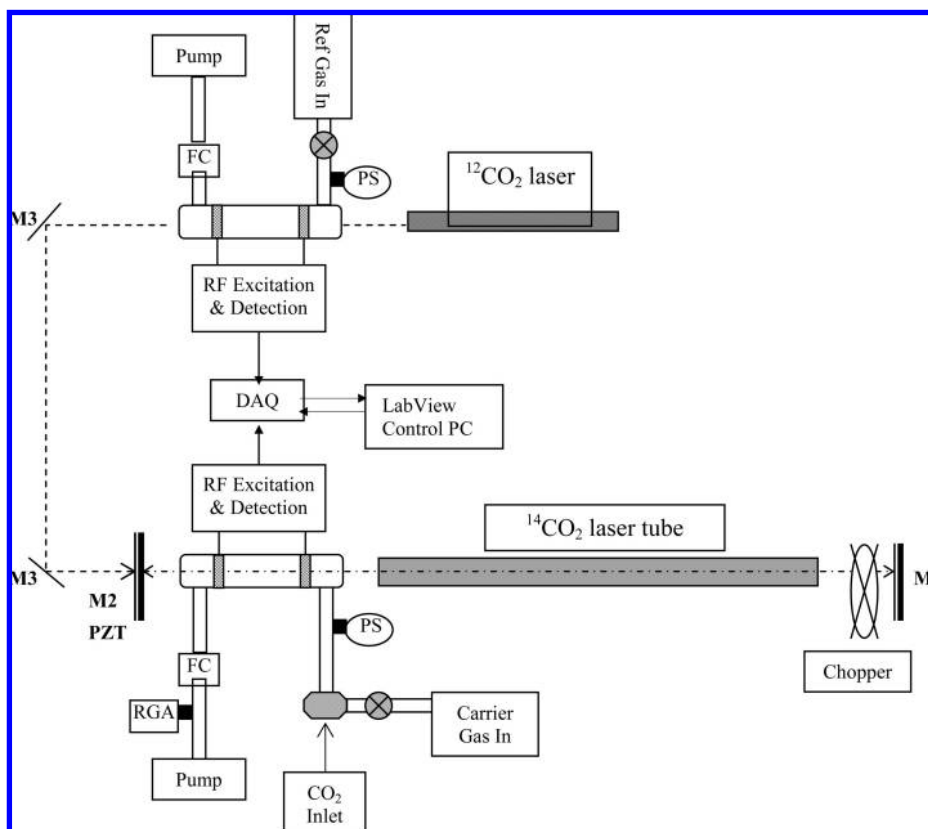 Pump
Ref Gas In
FC
PS
¹²CO₂ laser
M3
RF Excitation
& Detection
DAQ
LabView
Control PC
RF Excitation
& Detection
¹⁴CO₂ laser tube
M3
M2
PZT
M
PS
Chopper
FC
RGA
Carrier
Gas In
Pump
CO₂
Inlet